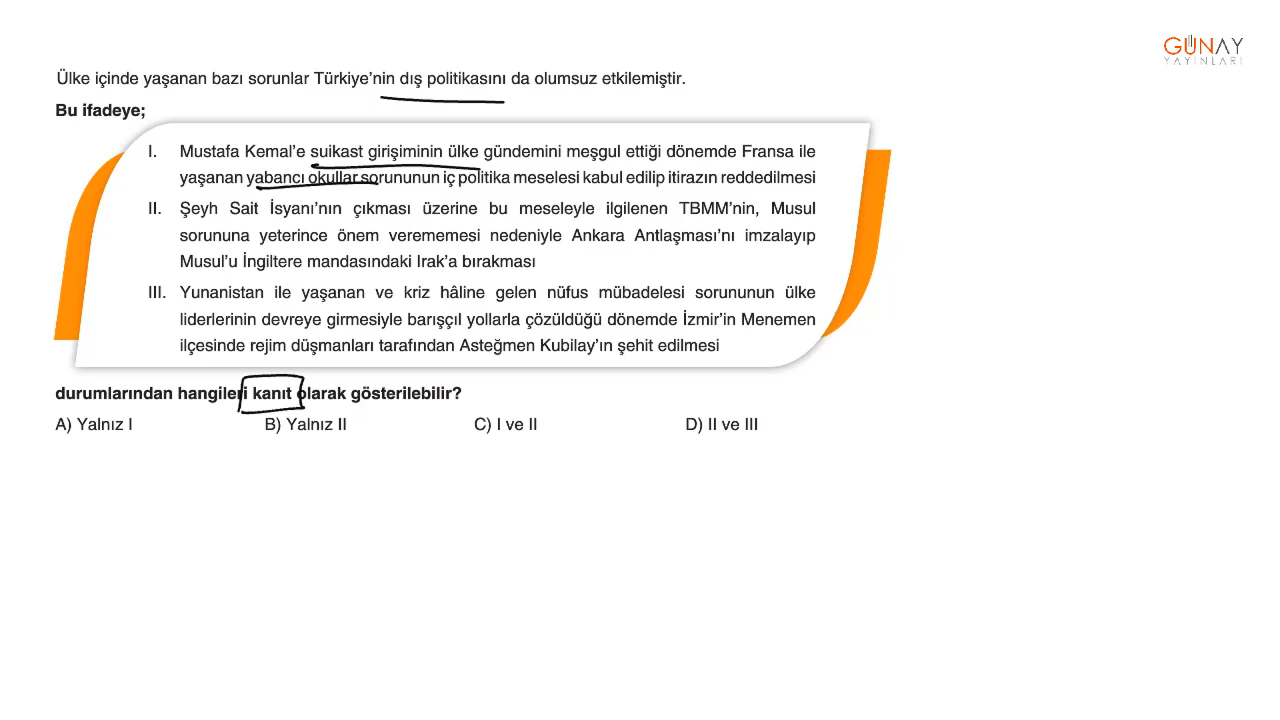 GÜNAY
YAYINLARI
Ülke içinde yaşanan bazı sorunlar Türkiye'nin dış politikasını da olumsuz etkilemiştir.
Bu ifadeye;
I. Mustafa Kemal'e suikast girişiminin ülke gündemini meşgul ettiği dönemde Fransa ile
yaşanan yabancı okullar sorununun iç politika meselesi kabul edilip itirazın reddedilmesi
II. Şeyh Sait İsyanı'nın çıkması üzerine bu meseleyle ilgilenen TBMM'nin, Musul
sorununa yeterince önem verememesi nedeniyle Ankara Antlaşması'nı imzalayıp
Musul'u İngiltere mandasındaki Irak'a bırakması
III. Yunanistan ile yaşanan ve kriz hâline gelen nüfus mübadelesi sorununun ülke
liderlerinin devreye girmesiyle barışçıl yollarla çözüldüğü dönemde İzmir'in Menemen
ilçesinde rejim düşmanları tarafından Asteğmen Kubilay'ın şehit edilmesi
durumlarından hangileri kanıt olarak gösterilebilir?
A) Yalnız I B) Yalnız II C) I ve II D) II ve III